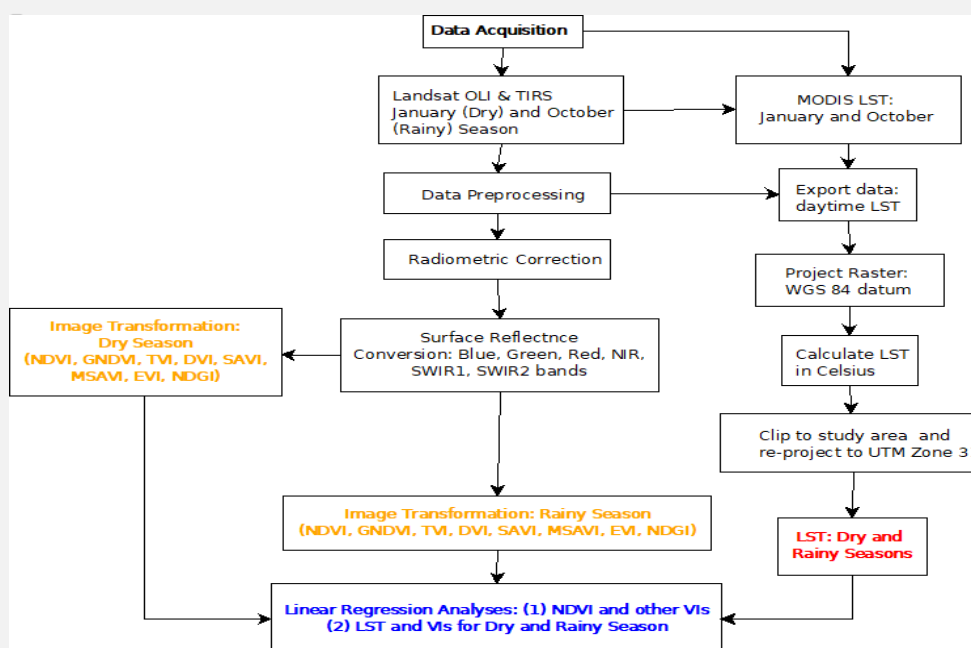 Data Acquisition
Landsat OLI & TIRS
January (Dry) and October
(Rainy) Season
MODIS LST:
January and October
Data Preprocessing
Export data:
daytime LST
Radiometric Correction
Project Raster:
WGS 84 datum
Image Transformation:
Dry Season
(NDVI, GNDVI, TVI, DVI, SAVI,
MSAVI, EVI, NDGI)
Surface Reflectnce
Conversion: Blue, Green, Red, NIR,
SWIR1, SWIR2 bands
Calculate LST
in Celsius
Clip to study area and
re-project to UTM Zone 3
Image Transformation: Rainy Season
(NDVI, GNDVI, TVI, DVI, SAVI, MSAVI, EVI, NDGI)
LST: Dry and
Rainy Seasons
Linear Regression Analyses: (1) NDVI and other VIs
(2) LST and VIs for Dry and Rainy Season